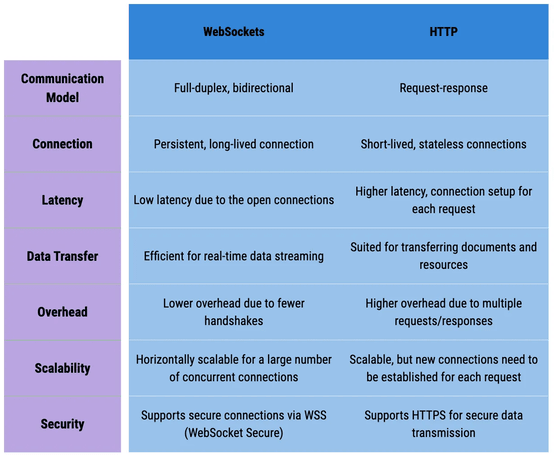 WebSockets HTTP
Communication
Model
Full-duplex, bidirectional
Request-response
Connection
Persistent, long-lived connection
Short-lived, stateless connections
Latency
Low latency due to the open connections
Higher latency, connection setup for
each request
Data Transfer
Efficient for real-time data streaming
Suited for transferring documents and
resources
Overhead
Lower overhead due to fewer
handshakes
Higher overhead due to multiple
requests/responses
Scalability
Horizontally scalable for a large number
of concurrent connections
Scalable, but new connections need to
be established for each request
Security
Supports secure connections via WSS
(WebSocket Secure)
Supports HTTPS for secure data
transmission